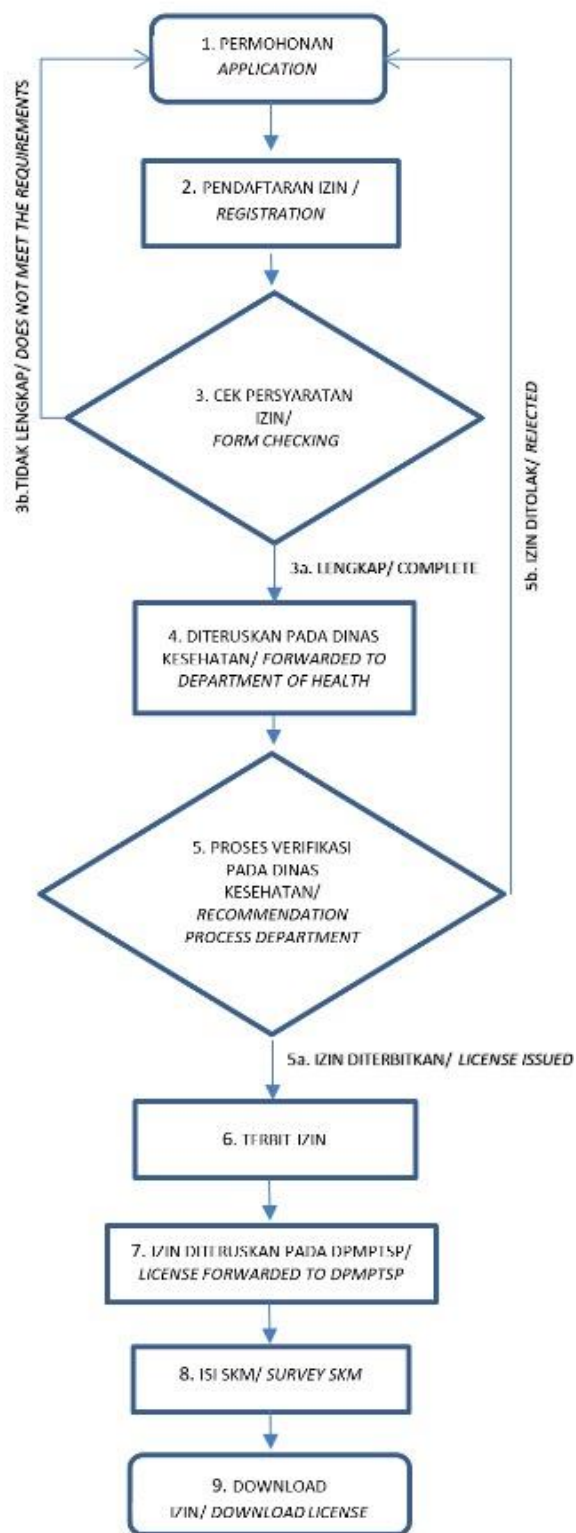 1. PERMOHONAN
APPLICATION
2. PENDAFTARAN IZIN /
REGISTRATION
3b.TIDAK LENGKAP/ DOES NOT MEET THE REQUIREMENTS
3. CEK PERSYARATAN
IZIN/
FORM CHECKING
5b. IZIN DITOLAK/ REJECTED
3a. LENGKAP/ COMPLETE
4. DITERUSKAN PADA DINAS
KESEHATAN/ FORWARDED TO
DEPARTMENT OF HEALTH
5. PROSES VERIFIKASI
PADA DINAS
KESEHATAN/
RECOMMENDATION
PROCESS DEPARTMENT
5a. IZIN DITERBITKAN/ LICENSE ISSUED
6. TERBIT IZIN
7. IZIN DITERUSKAN PADA DPMPTSP/
LICENSE FORWARDED TO DPMPTSP
8. ISI SKM/ SURVEY SKM
9. DOWNLOAD
IZIN/ DOWNLOAD LICENSE